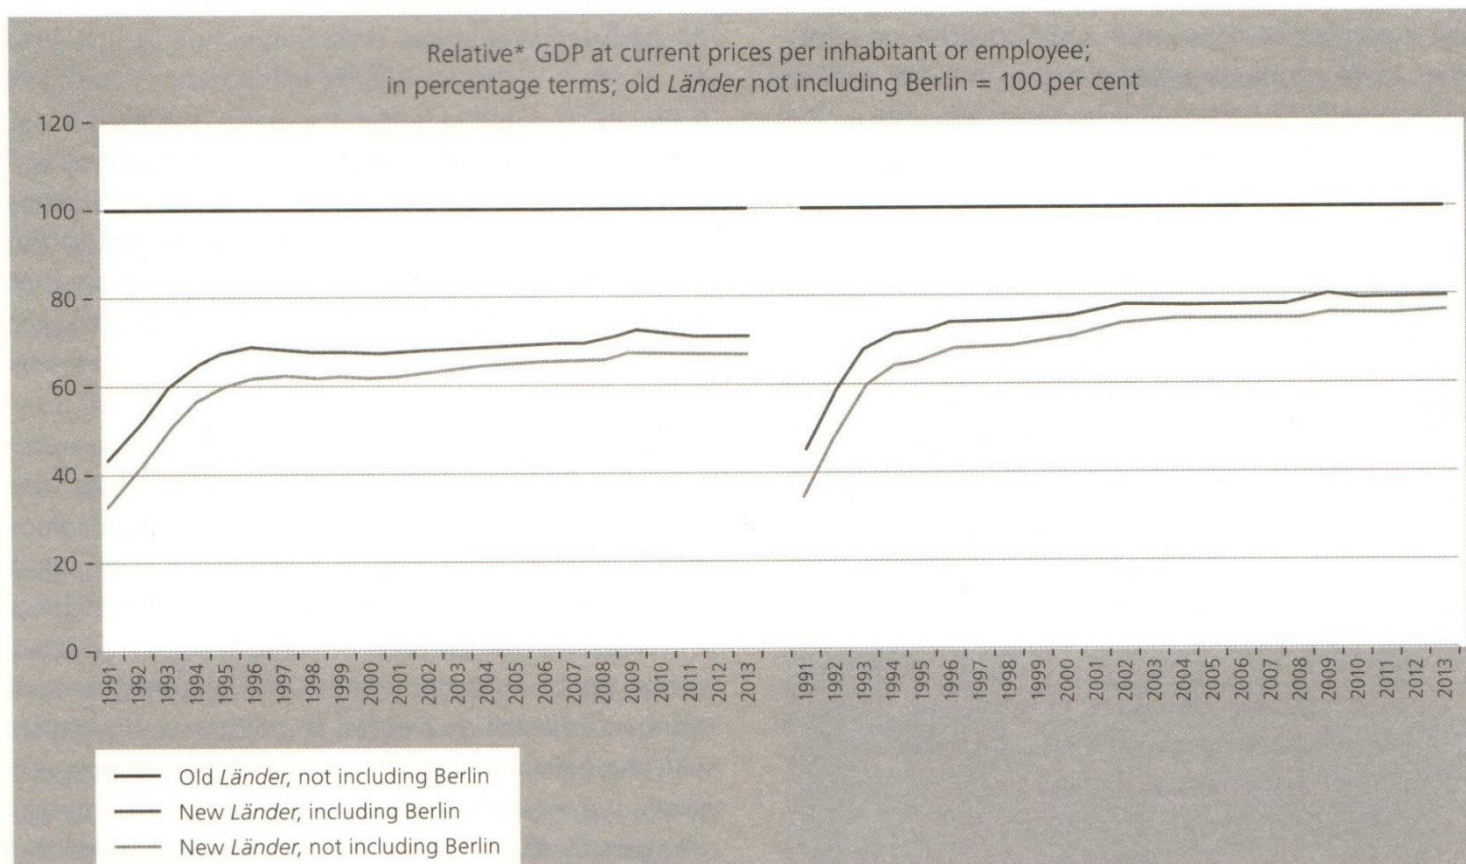 Relative* GDP at current prices per inhabitant or employee;
in percentage terms; old Länder not including Berlin = 100 per cent
120
100
80
60
40
20
0
1991 1992 1993 1994 1995 1996 1997 1998 1999 2000 2001 2002 2003 2004 2005 2006 2007 2008 2009 2010 2011 2012 2013
1991 1992 1993 1994 1995 1996 1997 1998 1999 2000 2001 2002 2003 2004 2005 2006 2007 2008 2009 2010 2011 2012 2013
Old Länder, not including Berlin
New Länder, including Berlin
New Länder, not including Berlin